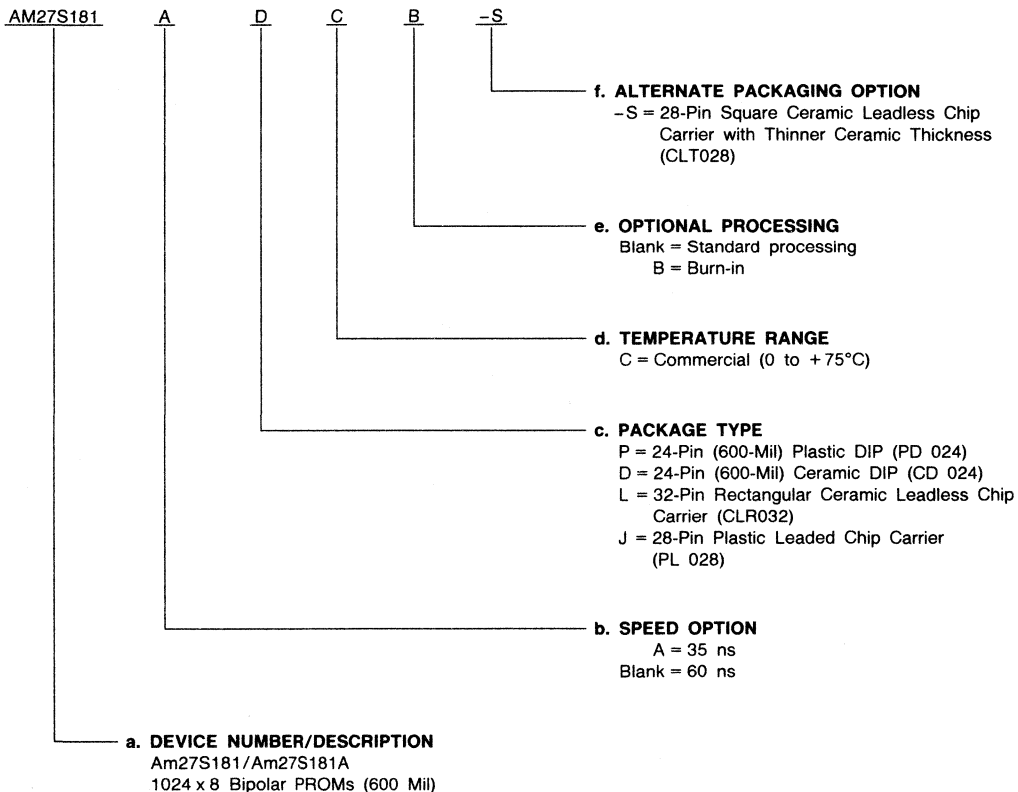 AM27S181 A D C B -S
f. ALTERNATE PACKAGING OPTION
-S = 28-Pin Square Ceramic Leadless Chip
Carrier with Thinner Ceramic Thickness
(CLT028)
e. OPTIONAL PROCESSING
Blank = Standard processing
B = Burn-in
d. TEMPERATURE RANGE
C = Commercial (0 to +75°C)
c. PACKAGE TYPE
P = 24-Pin (600-Mil) Plastic DIP (PD 024)
D = 24-Pin (600-Mil) Ceramic DIP (CD 024)
L = 32-Pin Rectangular Ceramic Leadless Chip
Carrier (CLR032)
J = 28-Pin Plastic Leaded Chip Carrier
(PL 028)
b. SPEED OPTION
A = 35 ns
Blank = 60 ns
a. DEVICE NUMBER/DESCRIPTION
Am27S181/Am27S181A
1024 x 8 Bipolar PROMs (600 Mil)